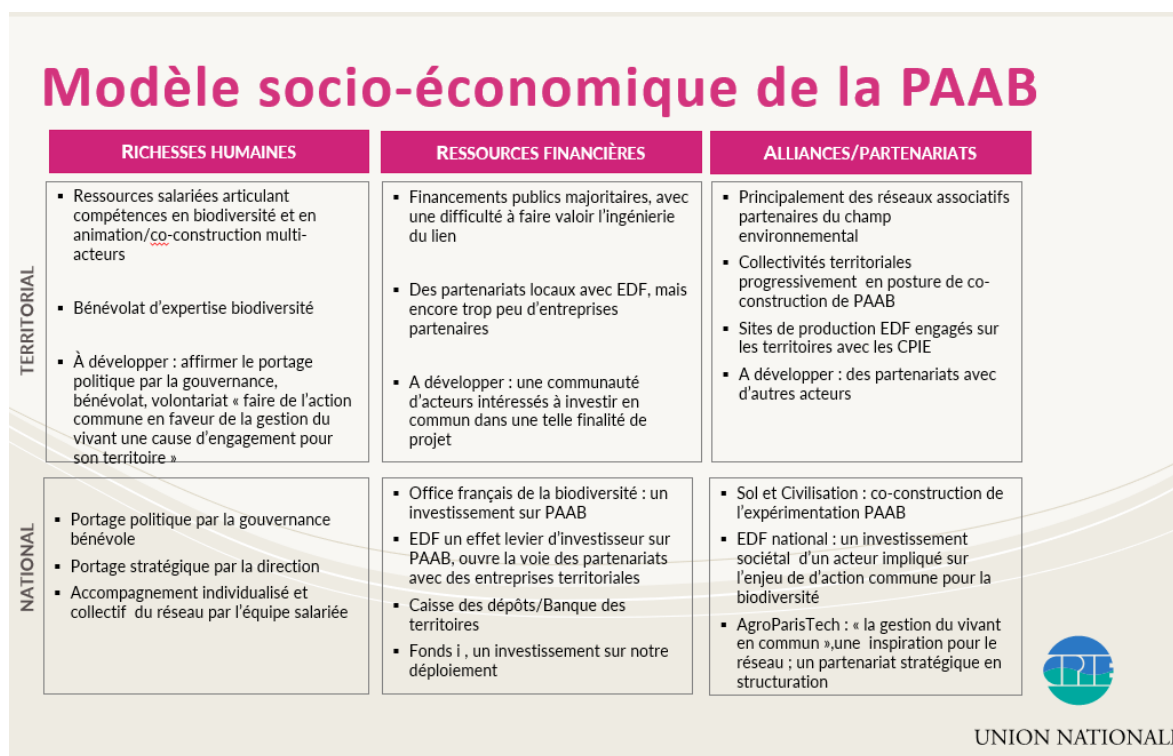 Modèle socio-économique de la PAAB
RICHESSES HUMAINES
RESSOURCES FINANCIÈRES
ALLIANCES/PARTENARIATS
TERRITORIAL
▪ Ressources salariées articulant
compétences en biodiversité et en
animation/co-construction multi-
acteurs
▪ Bénévolat d'expertise biodiversité
▪ À développer : affirmer le portage
politique par la gouvernance,
bénévolat, volontariat « faire de l'action
commune en faveur de la gestion du
vivant une cause d'engagement pour
son territoire »
▪ Financements publics majoritaires, avec
une difficulté à faire valoir l'ingénierie
du lien
▪ Des partenariats locaux avec EDF, mais
encore trop peu d'entreprises
partenaires
▪ A développer : une communauté
d'acteurs intéressés à investir en
commun dans une telle finalité de
projet
▪ Principalement des réseaux associatifs
partenaires du champ
environnemental
▪ Collectivités territoriales
progressivement en posture de co-
construction de PAAB
▪ Sites de production EDF engagés sur
les territoires avec les CPIE
▪ A développer : des partenariats avec
d'autres acteurs
NATIONAL
▪ Portage politique par la gouvernance
bénévole
▪ Portage stratégique par la direction
▪ Accompagnement individualisé et
collectif du réseau par l'équipe salariée
▪ Office français de la biodiversité : un
investissement sur PAAB
▪ EDF un effet levier d'investisseur sur
PAAB, ouvre la voie des partenariats
avec des entreprises territoriales
▪ Caisse des dépôts/Banque des
territoires
▪ Fonds i , un investissement sur notre
déploiement
▪ Sol et Civilisation : co-construction de
l'expérimentation PAAB
▪ EDF national : un investissement
sociétal d'un acteur impliqué sur
l'enjeu de d'action commune pour la
biodiversité
▪ AgroParisTech : « la gestion du vivant
en commun »,une inspiration pour le
réseau ; un partenariat stratégique en
structuration
CPIE
UNION NATIONALE